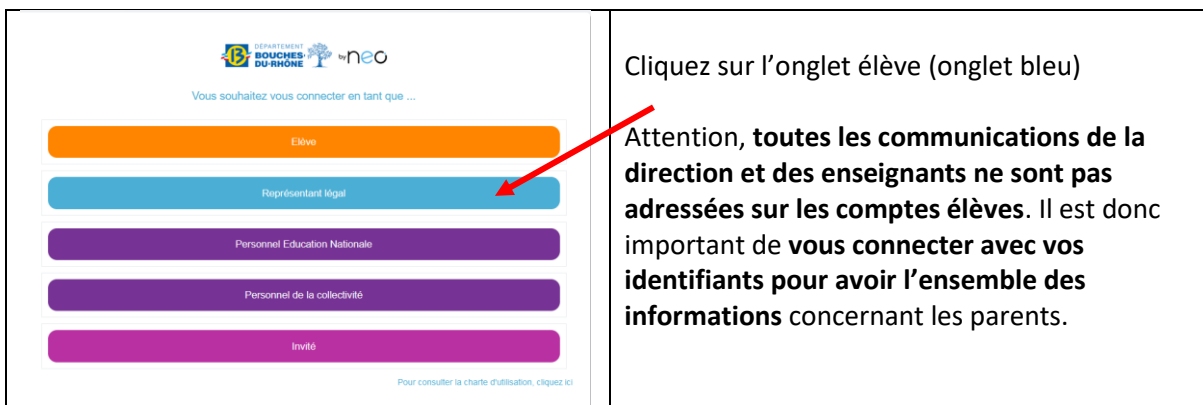 DÉPARTEMENT
BOUCHES-
DU-RHÔNE
by neo
Vous souhaitez vous connecter en tant que ...
Elève
Représentant légal
Personnel Education Nationale
Personnel de la collectivité
Invité
Pour consulter la charte d'utilisation, cliquez ici
Cliquez sur l’onglet élève (onglet bleu)
Attention, toutes les communications de la
direction et des enseignants ne sont pas
adressées sur les comptes élèves. Il est donc
important de vous connecter avec vos
identifiants pour avoir l’ensemble des
informations concernant les parents.